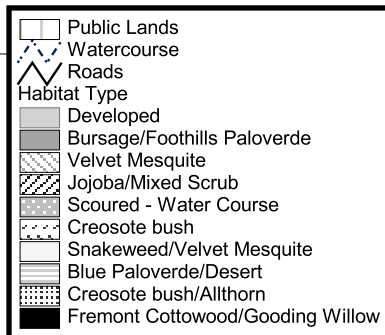 Public Lands
Watercourse
Roads
Habitat Type
Developed
Bursage/Foothills Paloverde
Velvet Mesquite
Jojoba/Mixed Scrub
Scoured - Water Course
Creosote bush
Snakeweed/Velvet Mesquite
Blue Paloverde/Desert
Creosote bush/Allthorn
Fremont Cottowood/Gooding Willow